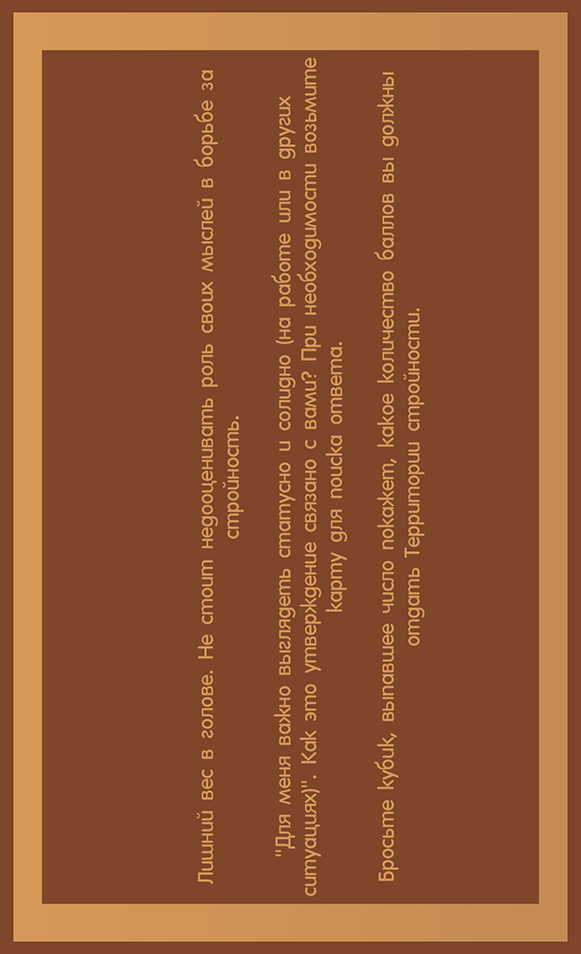 Лишний вес в голове. Не стоит недооценивать роль своих мыслей в борьбе за
стройность.
"Для меня важно выглядеть статусно и солидно (на работе или в других
ситуациях)". Как это утверждение связано с вами? При необходимости возьмите
карту для поиска ответа.
Бросьте кубик, выпавшее число покажет, какое количество баллов вы должны
отдать Территории стройности.